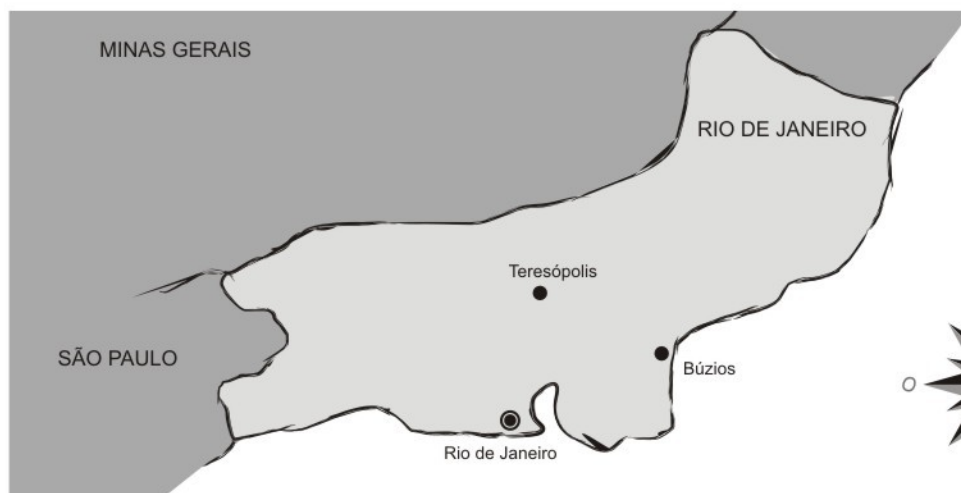 MINAS GERAIS
RIO DE JANEIRO
Teresópolis
SÃO PAULO
Búzios
O
Rio de Janeiro